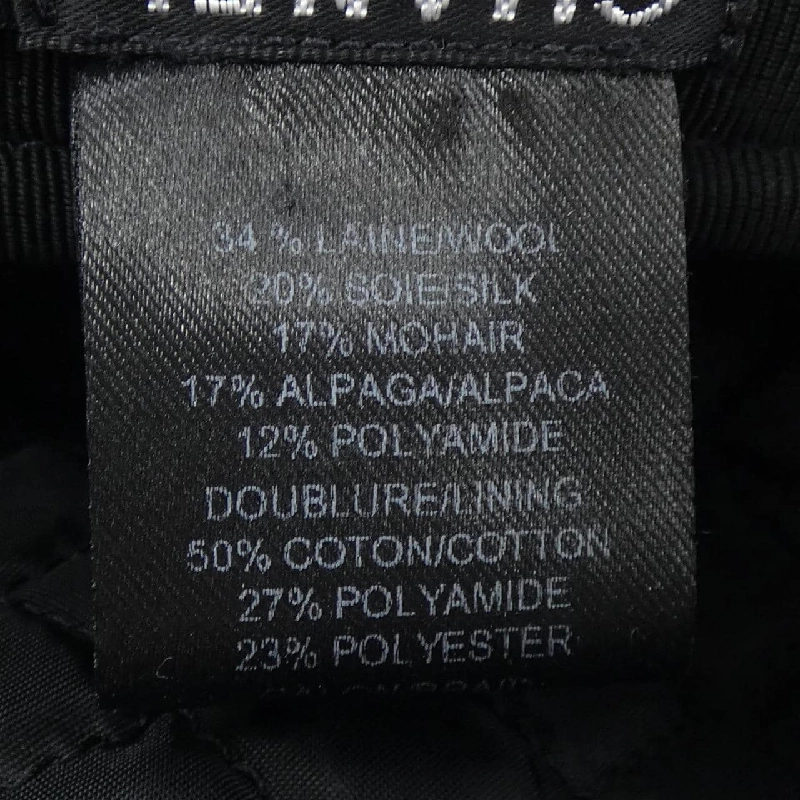 34 % LAINE/WOOL
20% SOIE/SILK
17% MOHAIR
17% ALPAGA/ALPACA
12% POLYAMIDE
DOUBLURE/LINING
50% COTON/COTTON
27% POLYAMIDE
23% POLYESTER